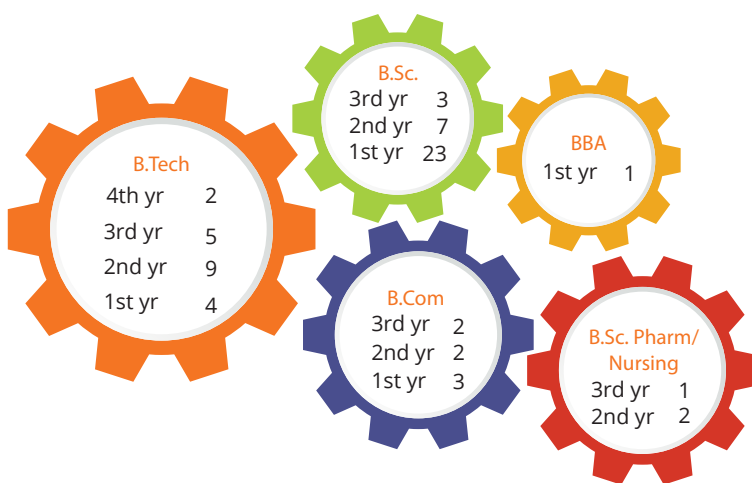 B.Tech
4th yr 2
3rd yr 5
2nd yr 9
1st yr 4
B.Sc.
3rd yr 3
2nd yr 7
1st yr 23
BBA
1st yr 1
B.Com
3rd yr 2
2nd yr 2
1st yr 3
B.Sc. Pharm/
Nursing
3rd yr 1
2nd yr 2